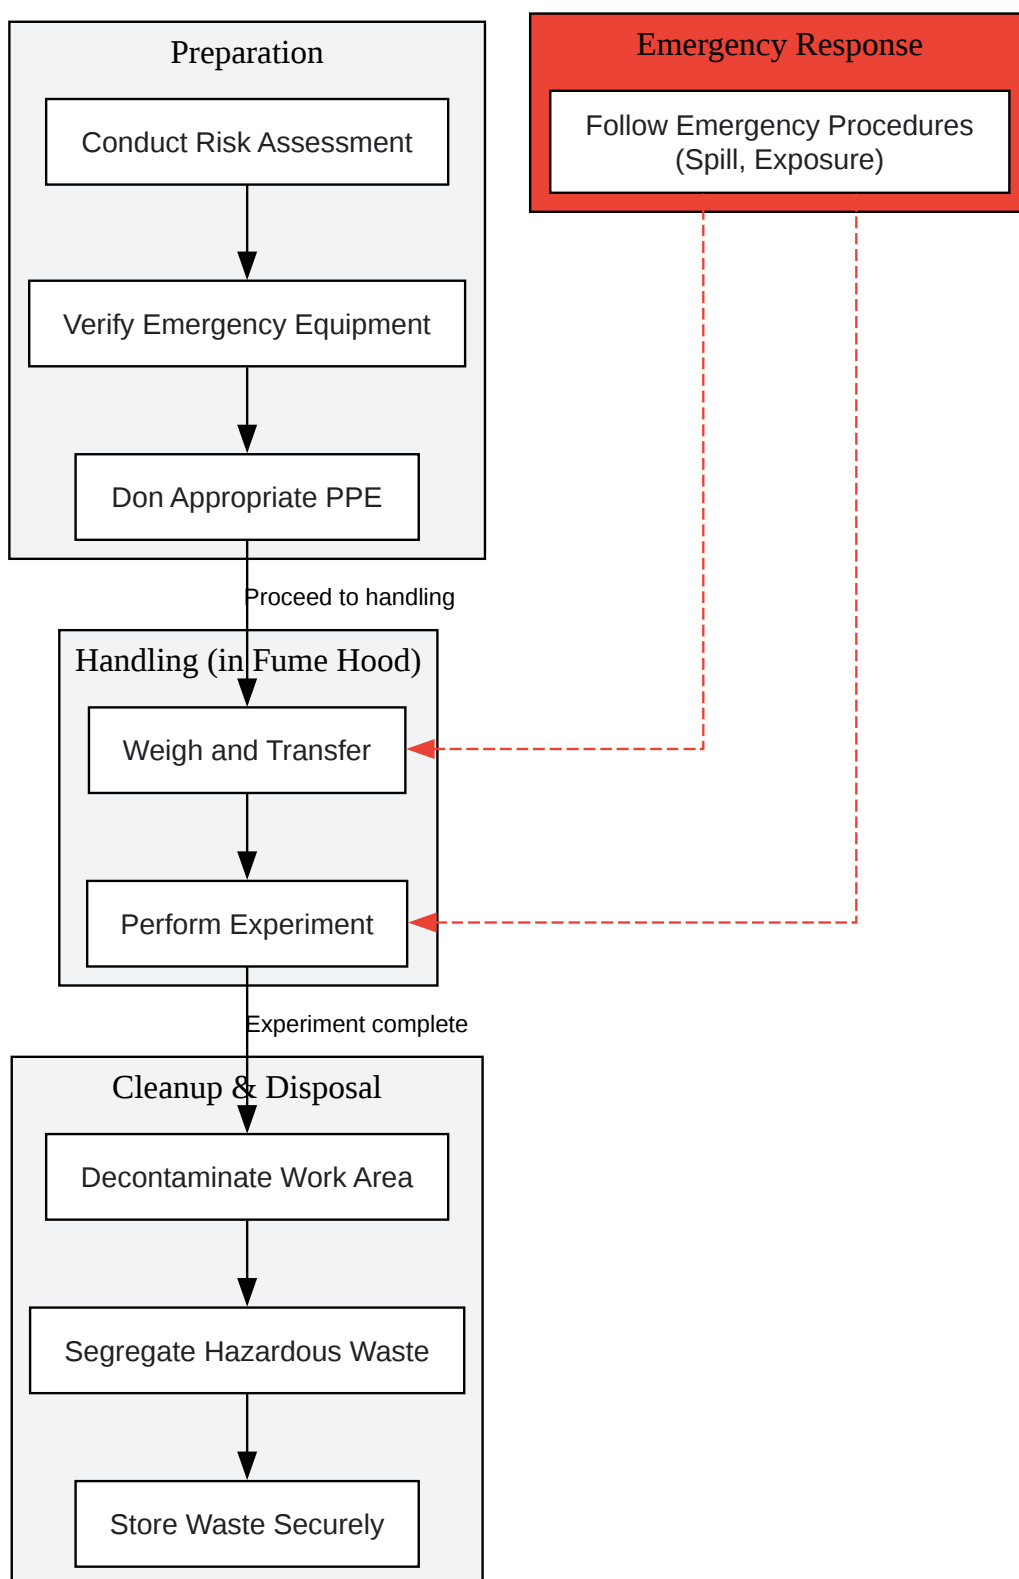 Preparation
Conduct Risk Assessment
Verify Emergency Equipment
Don Appropriate PPE
Proceed to handling
Handling (in Fume Hood)
Weigh and Transfer
Perform Experiment
Experiment complete
Cleanup & Disposal
Decontaminate Work Area
Segregate Hazardous Waste
Store Waste Securely
Emergency Response
Follow Emergency Procedures
(Spill, Exposure)